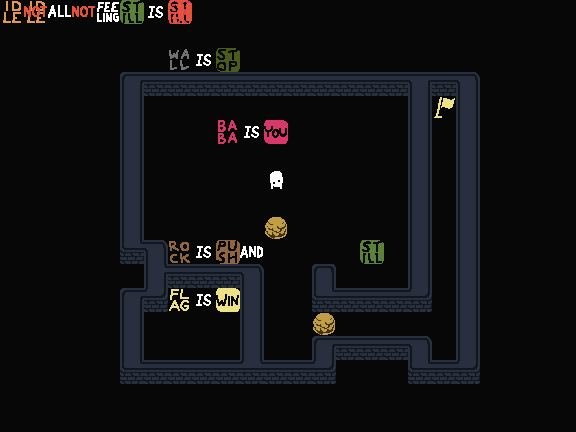 IDLE NOT IDLE ALL NOT FEELING STILL IS STILL
WALL IS STOP
BABA IS YOU
ROCK IS PUSH AND STILL
FLAG IS WIN